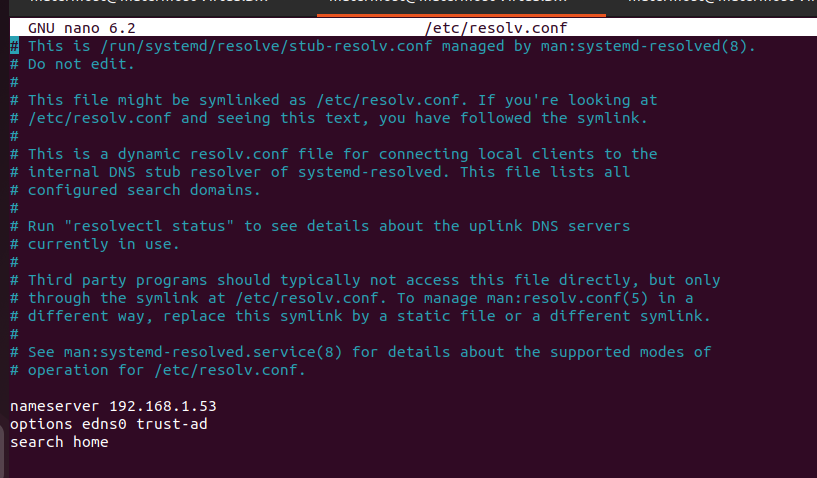 GNU nano 6.2 /etc/resolv.conf
# This is /run/systemd/resolve/stub-resolv.conf managed by man:systemd-resolved(8).
# Do not edit.
#
# This file might be symlinked as /etc/resolv.conf. If you're looking at
# /etc/resolv.conf and seeing this text, you have followed the symlink.
#
# This is a dynamic resolv.conf file for connecting local clients to the
# internal DNS stub resolver of systemd-resolved. This file lists all
# configured search domains.
#
# Run "resolvectl status" to see details about the uplink DNS servers
# currently in use.
#
# Third party programs should typically not access this file directly, but only
# through the symlink at /etc/resolv.conf. To manage man:resolv.conf(5) in a
# different way, replace this symlink by a static file or a different symlink.
#
# See man:systemd-resolved.service(8) for details about the supported modes of
# operation for /etc/resolv.conf.
nameserver 192.168.1.53
options edns0 trust-ad
search home